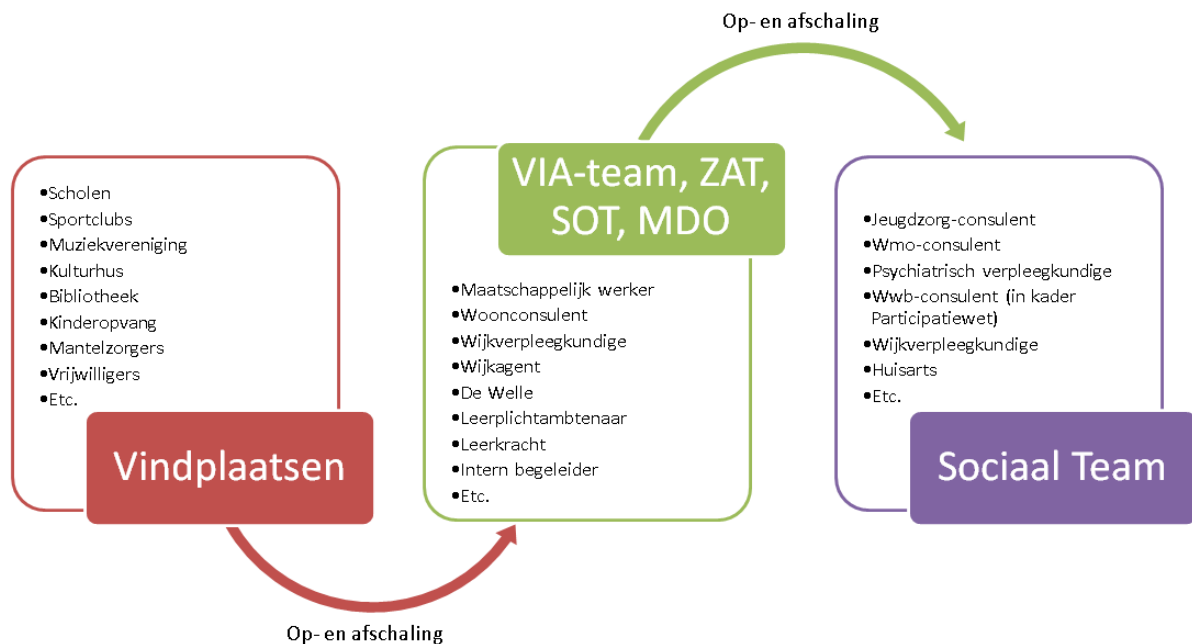 Op- en afschaling
•Scholen
•Sportclubs
•Muziekvereniging
•Kulturhus
•Bibliotheek
•Kinderopvang
•Mantelzorgers
•Vrijwilligers
•Etc.
Vindplaatsen
Op- en afschaling
VIA-team, ZAT,
SOT, MDO
•Maatschappelijk werker
•Woonconsulent
•Wijkverpleegkundige
•Wijkagent
•De Welle
•Leerplichtambtenaar
•Leerkracht
•Intern begeleider
•Etc.
•Jeugdzorg-consulent
•Wmo-consulent
•Psychiatrisch verpleegkundige
•Wwb-consulent (in kader
Participatiewet)
•Wijkverpleegkundige
•Huisarts
•Etc.
Sociaal Team